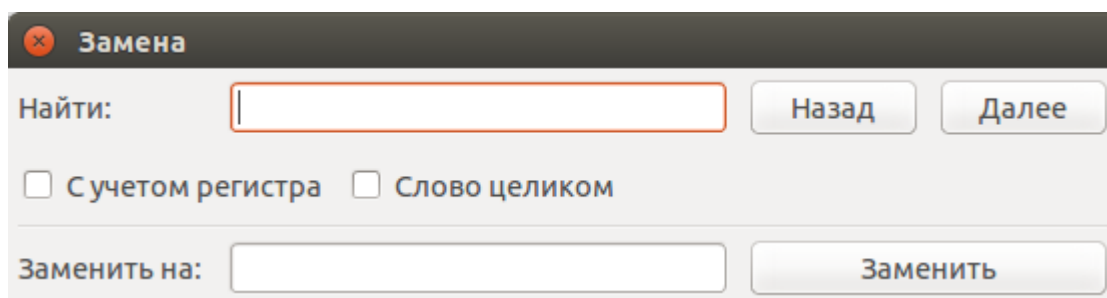 Замена
Найти: Назад Далее
С учетом регистра Слово целиком
Заменить на: Заменить